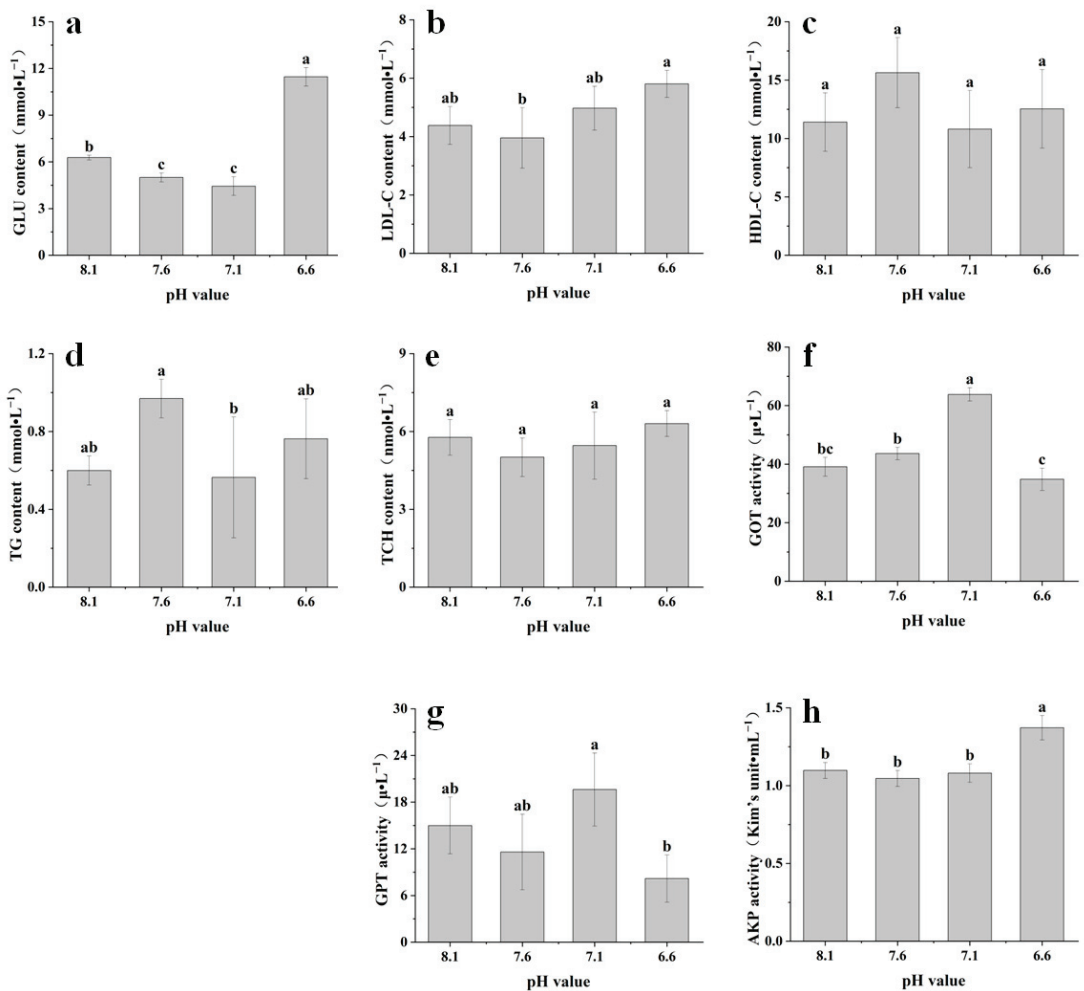 a
GLU content（mmol•L⁻¹）
15
12
9
6
3
0
b
c
c
a
8.1 7.6 7.1 6.6
pH value
b
LDL-C content（mmol•L⁻¹）
8
6
4
2
0
ab
b
ab
a
8.1 7.6 7.1 6.6
pH value
c
HDL-C content（mmol•L⁻¹）
20
15
10
5
0
a
a
a
a
8.1 7.6 7.1 6.6
pH value
d
TG content（mmol•L⁻¹）
1.2
0.8
0.4
0.0
ab
a
b
ab
8.1 7.6 7.1 6.6
pH value
e
TCH content（nmol•L⁻¹）
9
6
3
0
a
a
a
a
8.1 7.6 7.1 6.6
pH value
f
GOT activity（μ•L⁻¹）
80
60
40
20
0
bc
b
a
c
8.1 7.6 7.1 6.6
pH value
g
GPT activity（μ•L⁻¹）
30
24
18
12
6
0
ab
ab
a
b
8.1 7.6 7.1 6.6
pH value
h
AKP activity（Kim’s unit•mL⁻¹）
1.5
1.0
0.5
0.0
b
b
b
a
8.1 7.6 7.1 6.6
pH value